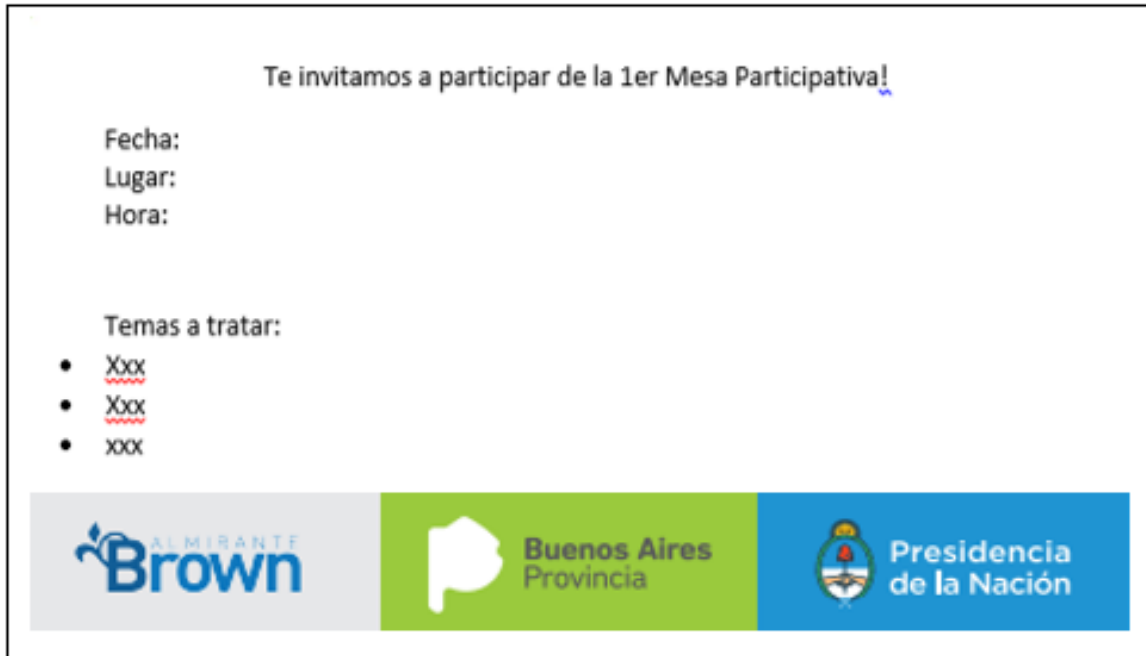 Te invitamos a participar de la 1er Mesa Participativa!
Fecha:
Lugar:
Hora:
Temas a tratar:
• Xxx
• Xxx
• xxx
ALMIRANTE
Brown
Buenos Aires
Provincia
Presidencia
de la Nación